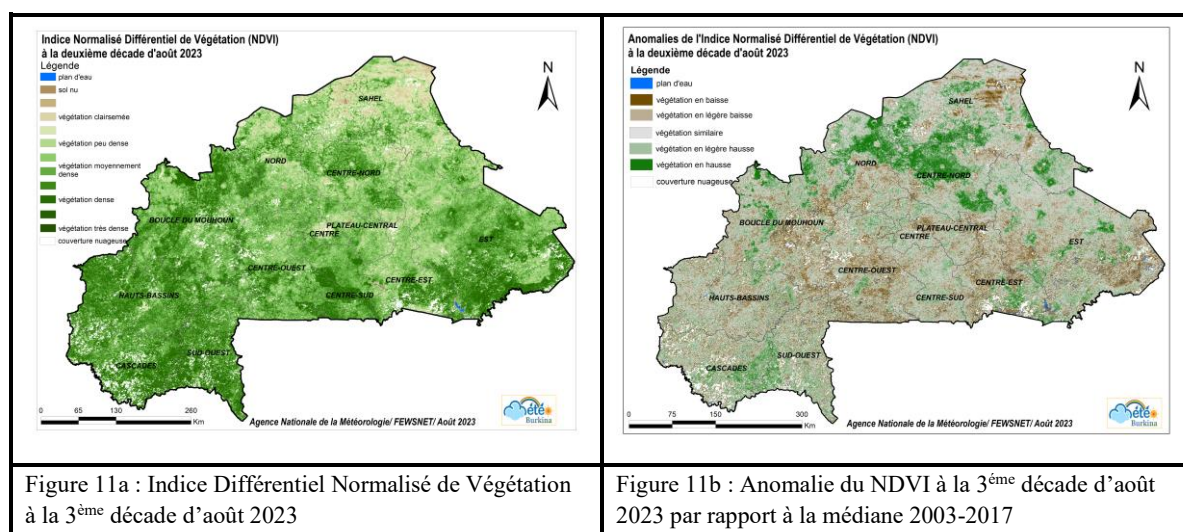 Indice Normalisé Différentiel de Végétation (NDVI)
à la deuxième décade d'août 2023
Légende
plan d'eau
sol nu
végétation clairsemée
végétation peu dense
végétation moyennement
dense
végétation dense
végétation très dense
couverture nuageuse
N
SAHEL
NORD
CENTRE-NORD
BOUCLE DU MOUHOUN
PLATEAU-CENTRAL
CENTRE
EST
CENTRE-OUEST
CENTRE-EST
HAUTS-BASSINS
CENTRE-SUD
SUD-OUEST
CASCADES
0 65 130 260
Km
Agence Nationale de la Météorologie/ FEWSNET/ Août 2023
été
Burkina
Anomalies de l'Indice Normalisé Différentiel de Végétation (NDVI)
à la deuxième décade d'août 2023
Légende
plan d'eau
végétation en baisse
végétation en légère baisse
végétation similaire
végétation en légère hausse
végétation en hausse
couverture nuageuse
N
SAHEL
NORD
CENTRE-NORD
BOUCLE DU MOUHOUN
PLATEAU-CENTRAL
CENTRE
EST
CENTRE-OUEST
CENTRE-EST
HAUTS-BASSINS
CENTRE-SUD
SUD-OUEST
CASCADES
0 75 150 300
Km
Agence Nationale de la Météorologie/ FEWSNET/ Août 2023
été
Burkina
Figure 11a : Indice Différentiel Normalisé de Végétation
à la 3ème décade d’août 2023
Figure 11b : Anomalie du NDVI à la 3éme décade d’août
2023 par rapport à la médiane 2003-2017